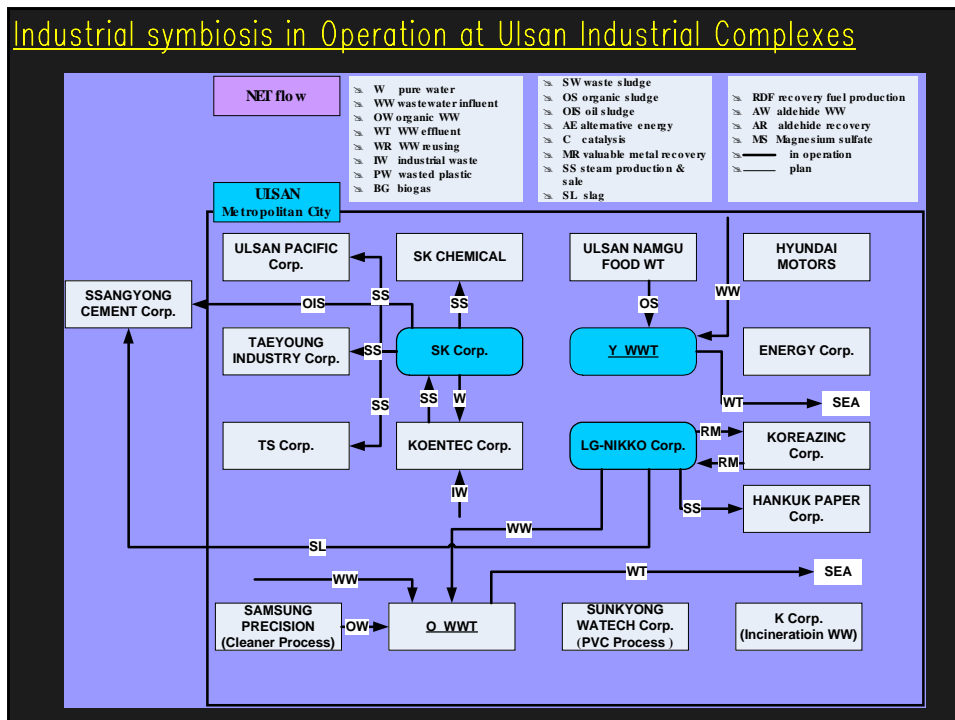 Industrial symbiosis in Operation at Ulsan Industrial Complexes
NET flow
W pure water
WW wastewater influent
OW organic WW
WT WW effluent
WR WW reusing
IW industrial waste
PW wasted plastic
BG biogas
SW waste sludge
OS organic sludge
OIS oil sludge
AE alternative energy
C catalysis
MR valuable metal recovery
SS steam production &
sale
SL slag
RDF recovery fuel production
AW aldehide WW
AR aldehide recovery
MS Magnesium sulfate
in operation
plan
ULSAN
Metropolitan City
ULSAN PACIFIC
Corp.
SK CHEMICAL
ULSAN NAMGU
FOOD WT
HYUNDAI
MOTORS
SSANGYONG
CEMENT Corp.
OIS
SS
SS
OS
WW
TAEYOUNG
INDUSTRY Corp.
SS
SK Corp.
Y WWT
ENERGY Corp.
SS
SS
W
WT
SEA
TS Corp.
KOENTEC Corp.
LG-NIKKO Corp.
RM
RM
KOREAZINC
Corp.
IW
SS
HANKUK PAPER
Corp.
WW
SL
WW
WT
SEA
SAMSUNG
PRECISION
(Cleaner Process)
OW
O WWT
SUNKYONG
WATECH Corp.
(PVC Process )
K Corp.
(Incineratioin WW)